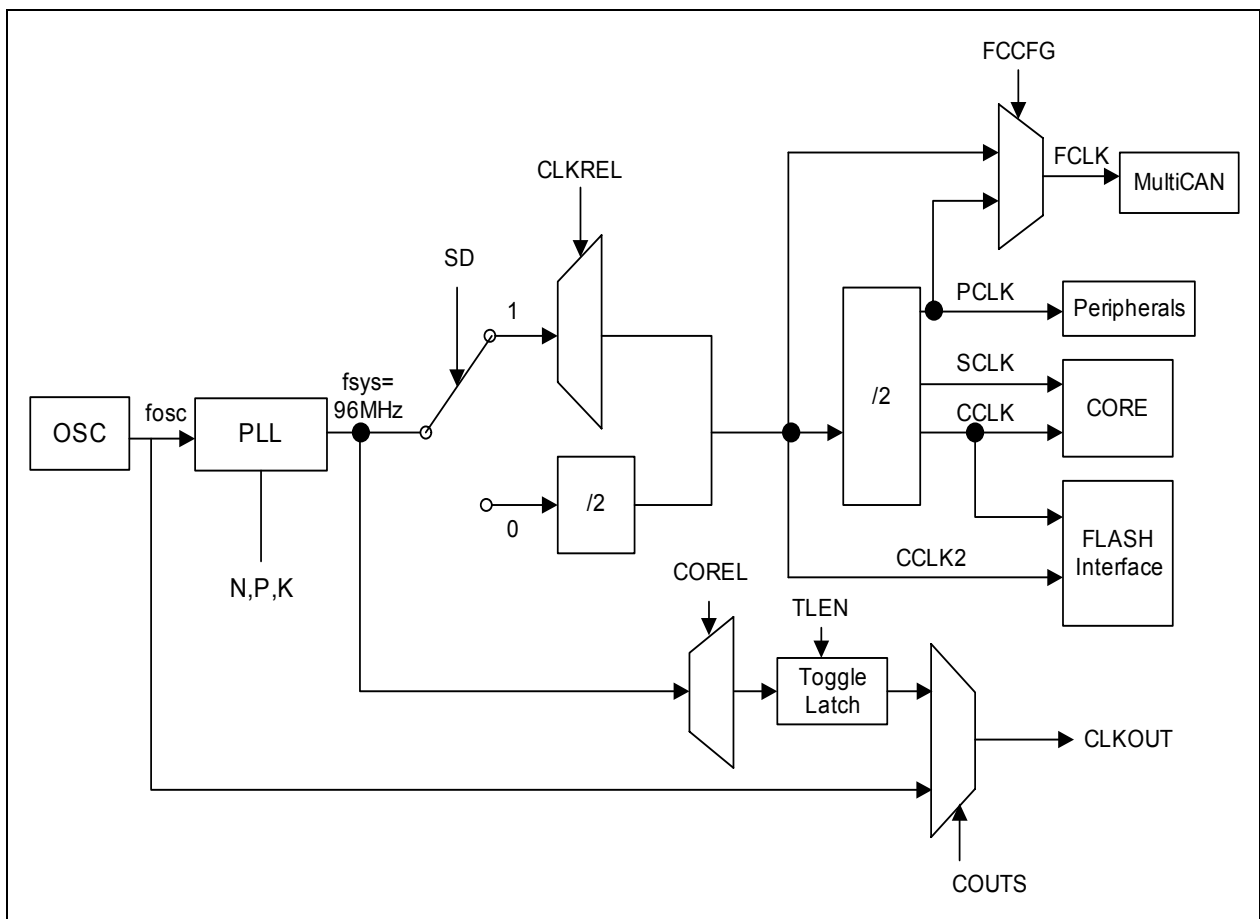 FCCFG
CLKREL
FCLK
MultiCAN
SD
1
PCLK
Peripherals
fsys=
96MHz
SCLK
/2
CORE
CCLK
OSC
fosc
PLL
/2
0
FLASH
Interface
CCLK2
N,P,K
COREL
TLEN
Toggle
Latch
CLKOUT
COUTS